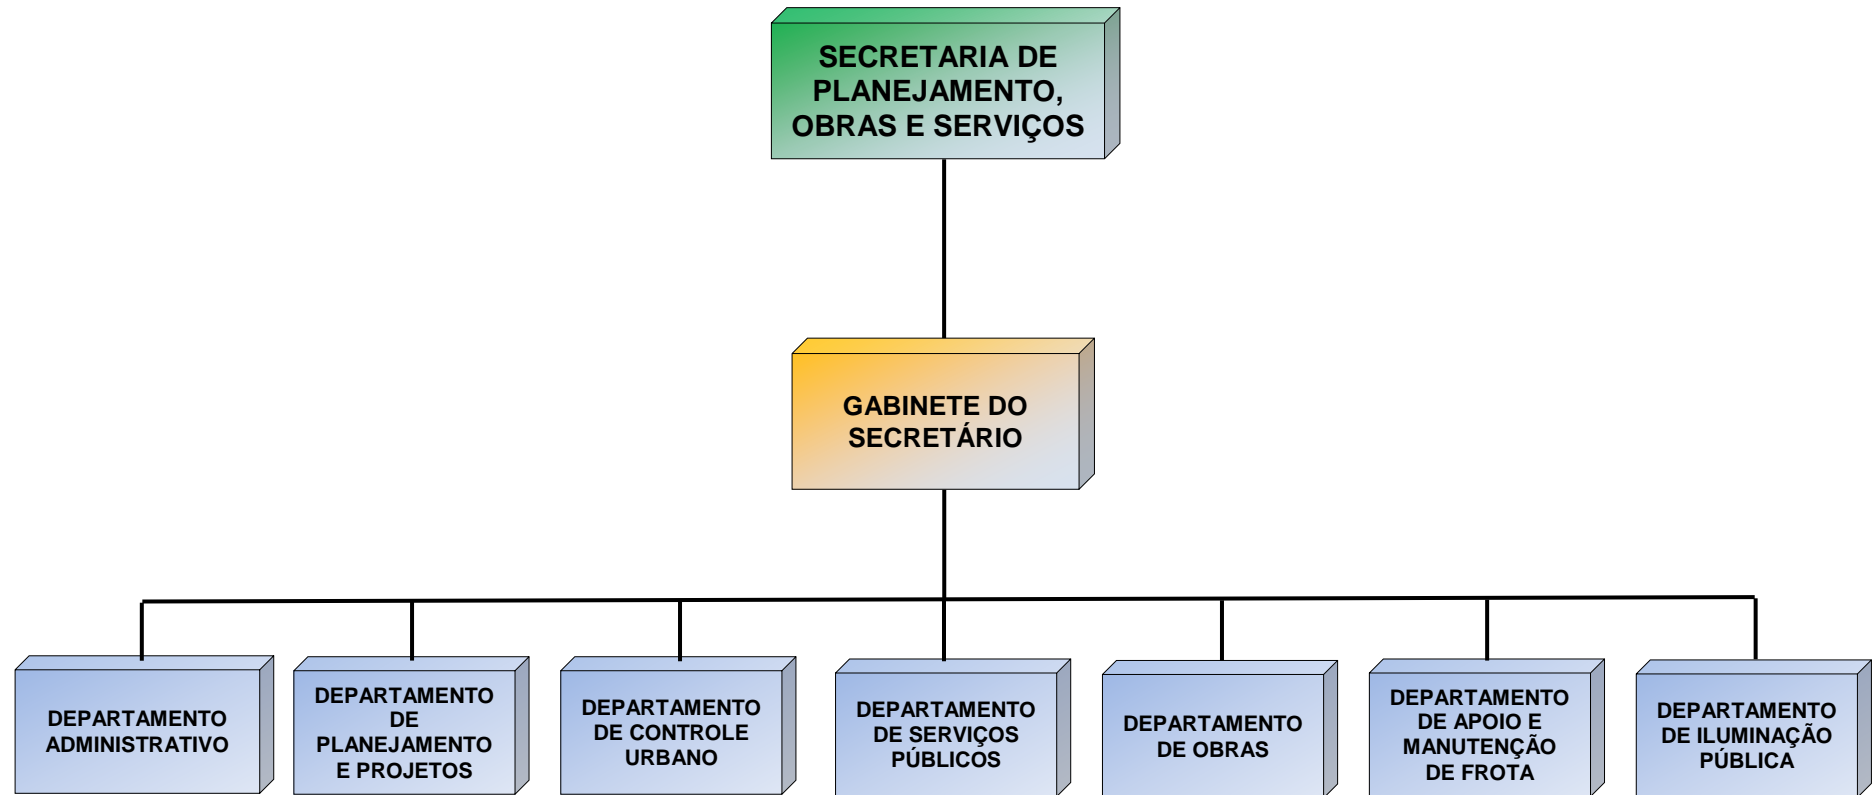 SECRETARIA DE
PLANEJAMENTO,
OBRAS E SERVIÇOS
GABINETE DO
SECRETÁRIO
DEPARTAMENTO
ADMINISTRATIVO
DEPARTAMENTO
DE
PLANEJAMENTO
E PROJETOS
DEPARTAMENTO
DE CONTROLE
URBANO
DEPARTAMENTO
DE SERVIÇOS
PÚBLICOS
DEPARTAMENTO
DE OBRAS
DEPARTAMENTO
DE APOIO E
MANUTENÇÃO
DE FROTA
DEPARTAMENTO
DE ILUMINAÇÃO
PÚBLICA